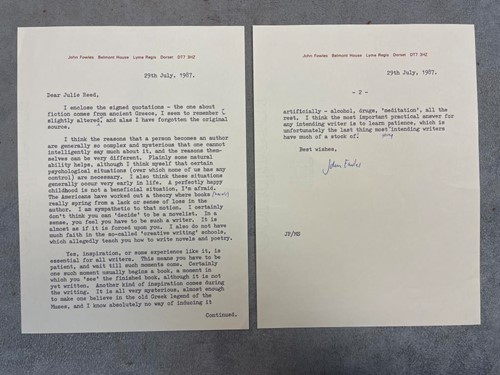 John Fowles Belmont House Lyme Regis Dorset DT7 3HZ
29th July, 1987.
Dear Julie Reed,
I enclose the signed quotations - the one about
fiction comes from ancient Greece, I seem to remember -
slightly altered, and alas I have forgotten the original
source.
I think the reasons that a person becomes an author
are generally so complex and mysterious that one cannot
intelligently say much about it, and the reasons them-
selves can be very different. Plainly some natural
ability helps, although I think myself that certain
psychological situations (over which none of us has any
control) are necessary. I also think these situations
generally occur very early in life. A perfectly happy
childhood is not a beneficial situation, I'm afraid.
The Americans have worked out a theory where books
really spring from a lack or sense of loss in the
author. I am sympathetic to that notion. I certainly
don't think you can 'decide' to be a novelist. In a
sense, you feel you have to be such a writer. It is
almost as if it is forced upon you. I also do not have
much faith in the so-called 'creative writing' schools,
which allegedly teach you how to write novels and poetry.
Yes, inspiration, or some experience like it, is
essential for all writers. This means you have to be
patient, and wait till such moments come. Certainly
one such moment usually begins a book, a moment in
which you 'see' the finished book, although it is not
yet written. Another kind of inspiration comes during
the writing. It is all very mysterious, almost enough
to make one believe in the old Greek legend of the
Muses, and I know absolutely no way of inducing it
Continued.
John Fowles Belmont House Lyme Regis Dorset DT7 3HZ
29th July, 1987.
- 2 -
artificially - alcohol, drugs, 'meditation', all the
rest. I think the most important practical answer for
any intending writer is to learn patience, which is
unfortunately the last thing most young intending writers
have much of a stock of.
Best wishes,
John Fowles
JF/MH